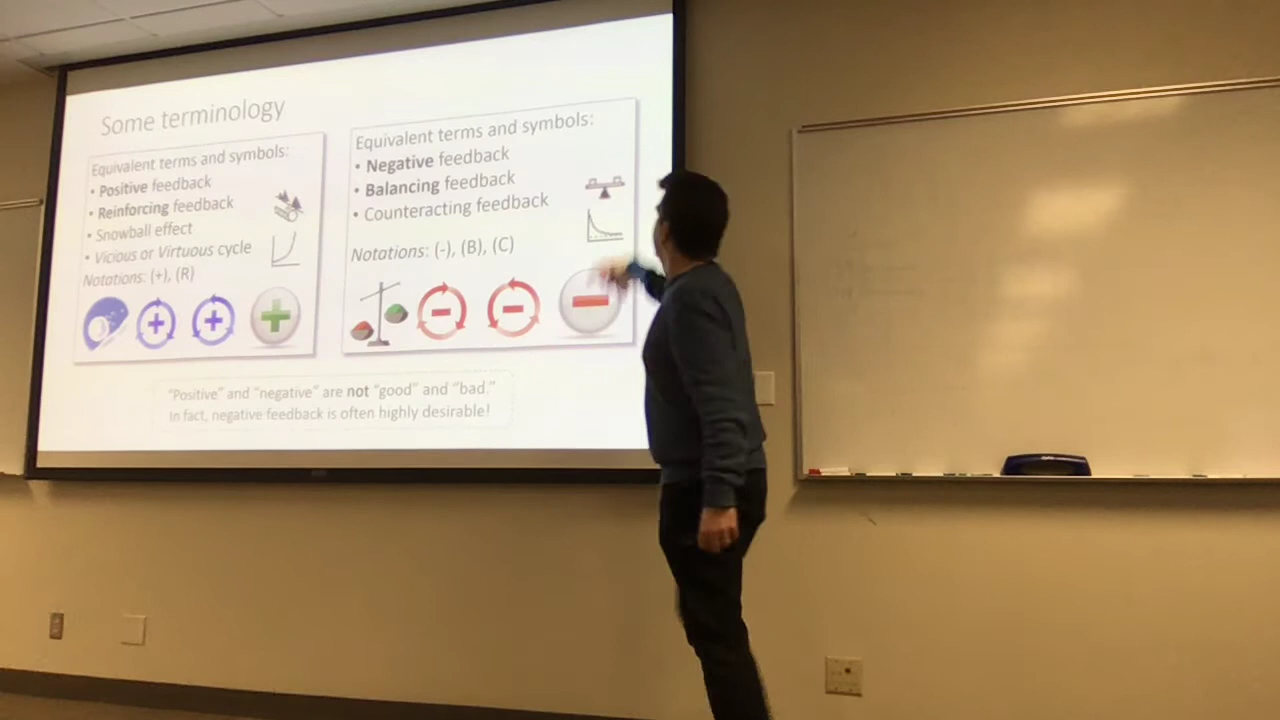 Some terminology
Equivalent terms and symbols:
• Positive feedback
• Reinforcing feedback
• Snowball effect
• Vicious or Virtuous cycle
Notations: (+), (R)
Equivalent terms and symbols:
• Negative feedback
• Balancing feedback
• Counteracting feedback
Notations: (-), (B), (C)
"Positive" and "negative" are not "good" and "bad."
In fact, negative feedback is often highly desirable!